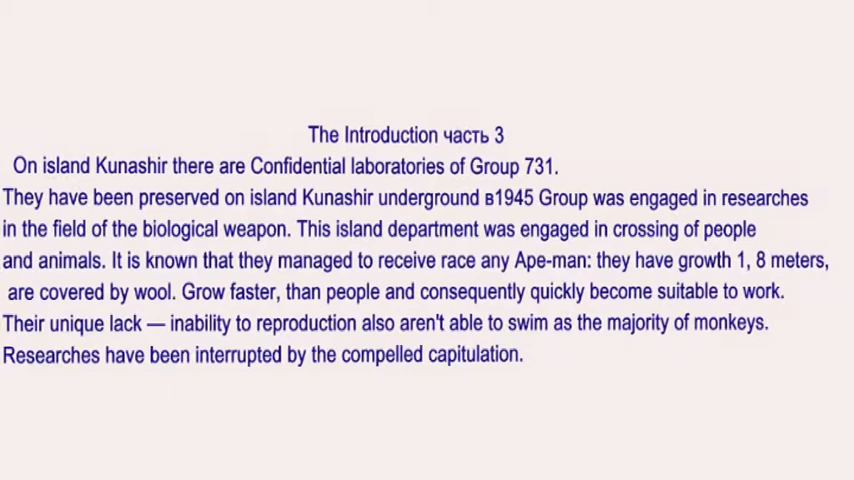 The Introduction часть 3
On island Kunashir there are Confidential laboratories of Group 731.
They have been preserved on island Kunashir underground в1945 Group was engaged in researches
in the field of the biological weapon. This island department was engaged in crossing of people
and animals. It is known that they managed to receive race any Ape-man: they have growth 1, 8 meters,
are covered by wool. Grow faster, than people and consequently quickly become suitable to work.
Their unique lack — inability to reproduction also aren't able to swim as the majority of monkeys.
Researches have been interrupted by the compelled capitulation.